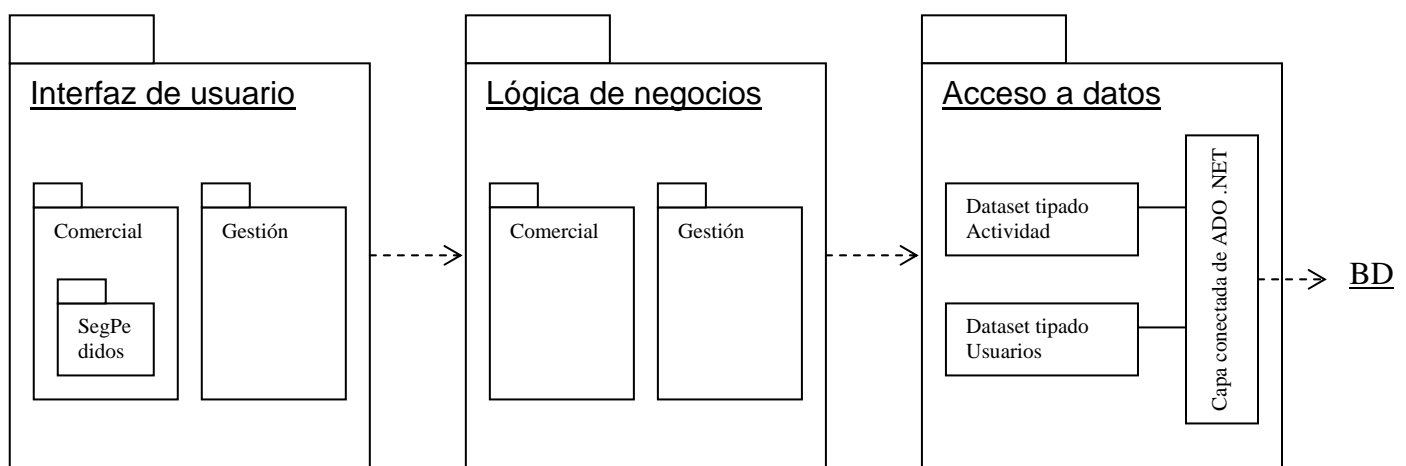 Interfaz de usuario
Comercial
Gestión
SegPe
didos
Lógica de negocios
Comercial
Gestión
Acceso a datos
Dataset tipado
Actividad
Dataset tipado
Usuarios
Capa conectada de ADO .NET
BD